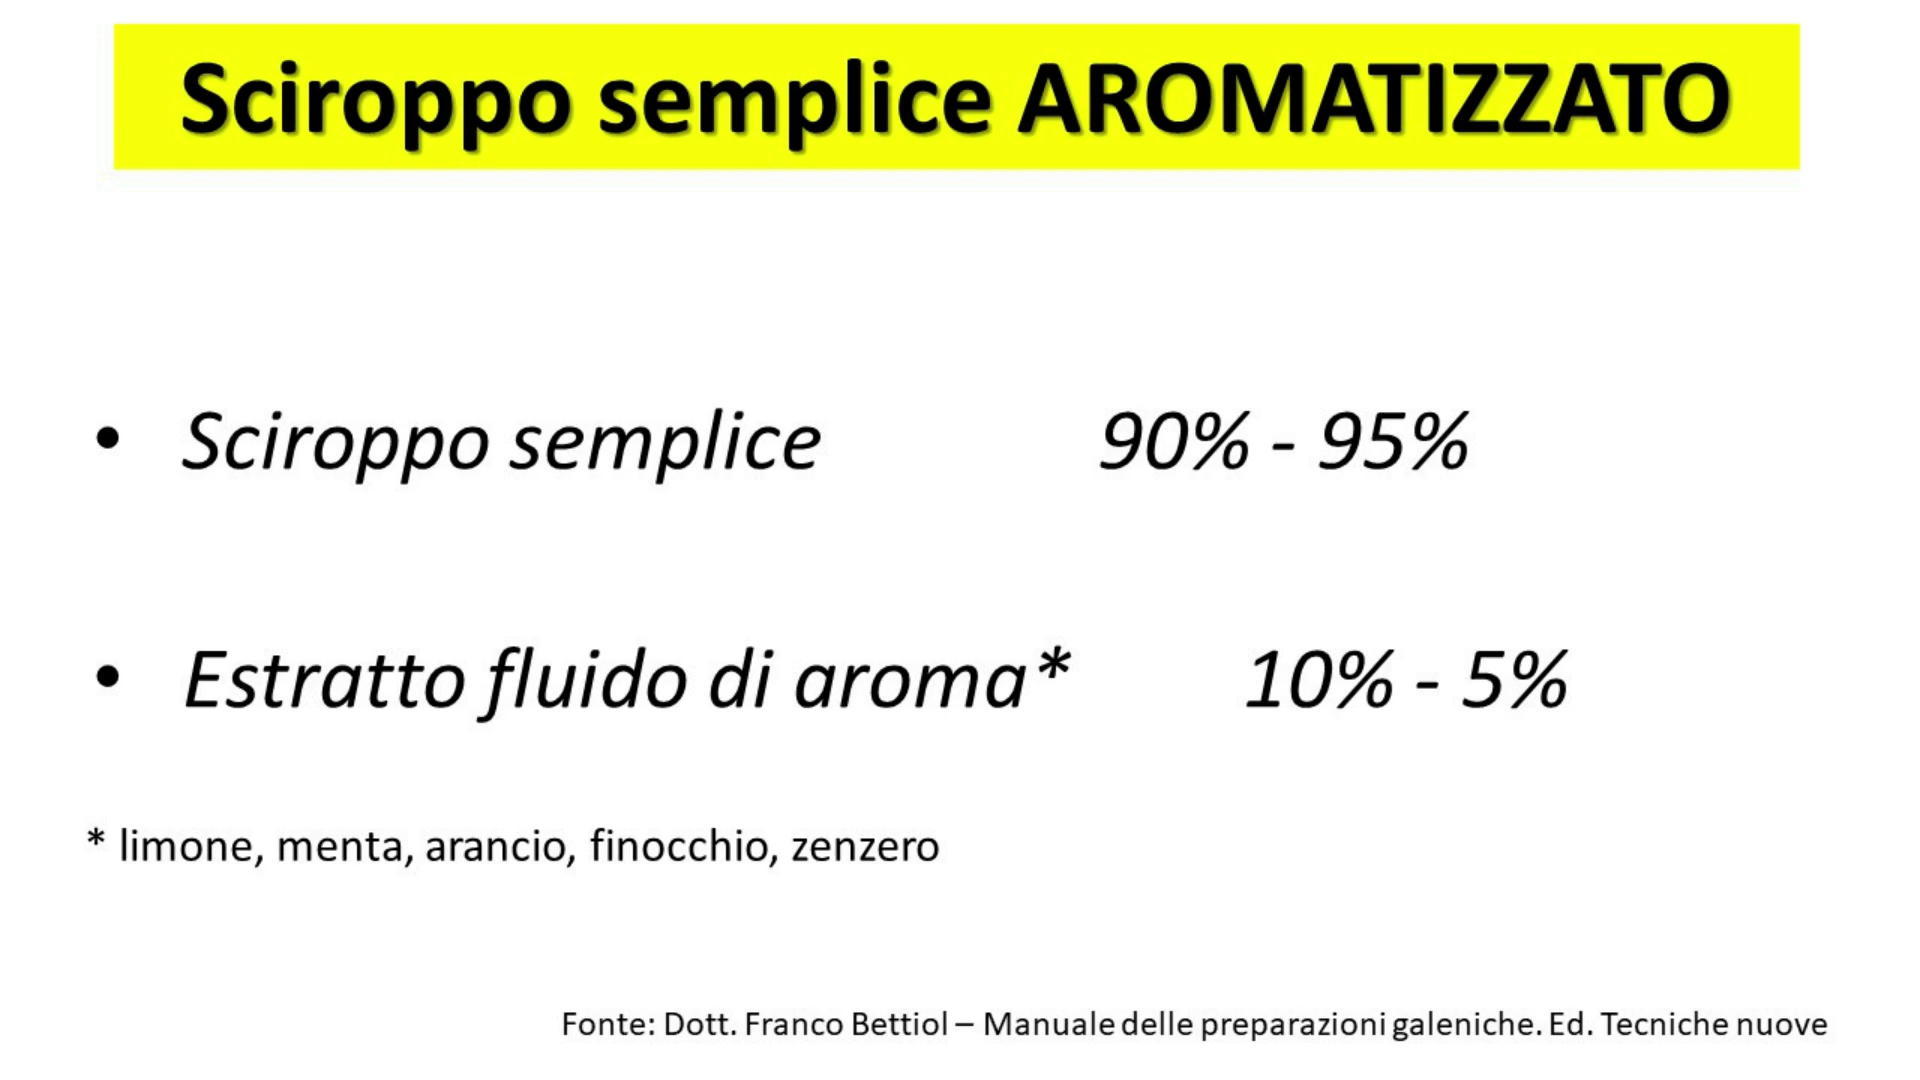 Sciroppo semplice AROMATIZZATO
• Sciroppo semplice 90% - 95%
• Estratto fluido di aroma* 10% - 5%
* limone, menta, arancio, finocchio, zenzero
Fonte: Dott. Franco Bettiol – Manuale delle preparazioni galeniche. Ed. Tecniche nuove